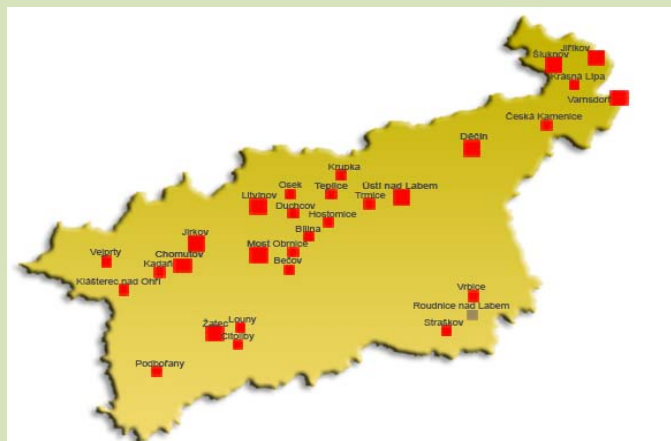 Jiříkov
Šluknov
Krásná Lípa
Varnsdorf
Česká Kamenice
Děčín
Krupka
Osek
Teplice
Ústí nad Labem
Litvínov
Trmice
Duchcov
Hostomice
Jirkov
Bílina
Most
Obrnice
Vejprty
Chomutov
Kadaň
Bečov
Klášterec nad Ohří
Vrbice
Roudnice nad Labem
Louny
Žatec
Straškov
Cítoliby
Podbořany